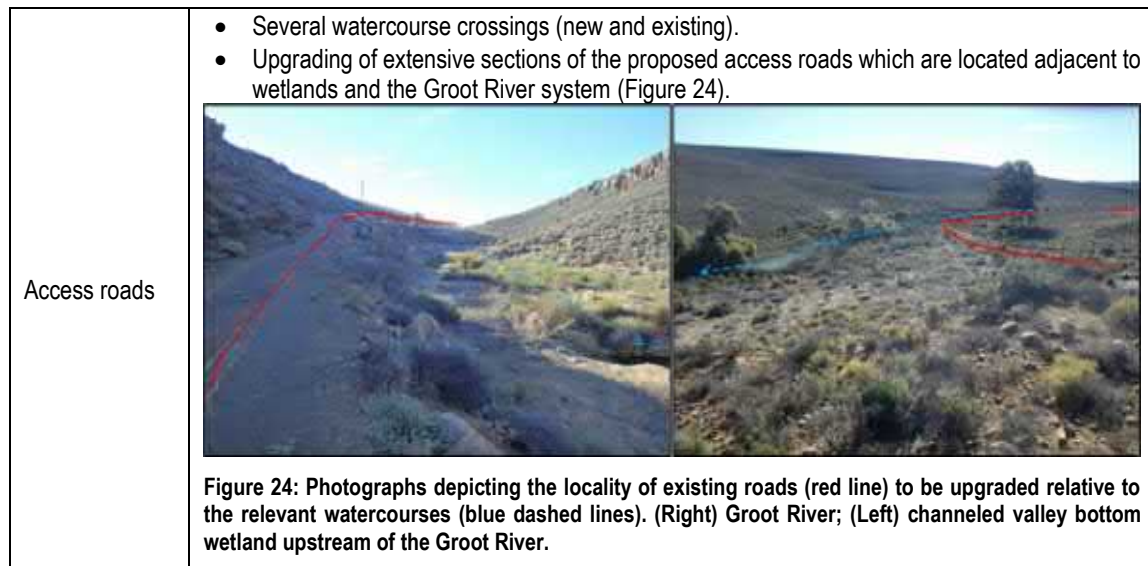 Access roads
• Several watercourse crossings (new and existing).
• Upgrading of extensive sections of the proposed access roads which are located adjacent to
wetlands and the Groot River system (Figure 24).
Figure 24: Photographs depicting the locality of existing roads (red line) to be upgraded relative to
the relevant watercourses (blue dashed lines). (Right) Groot River; (Left) channeled valley bottom
wetland upstream of the Groot River.